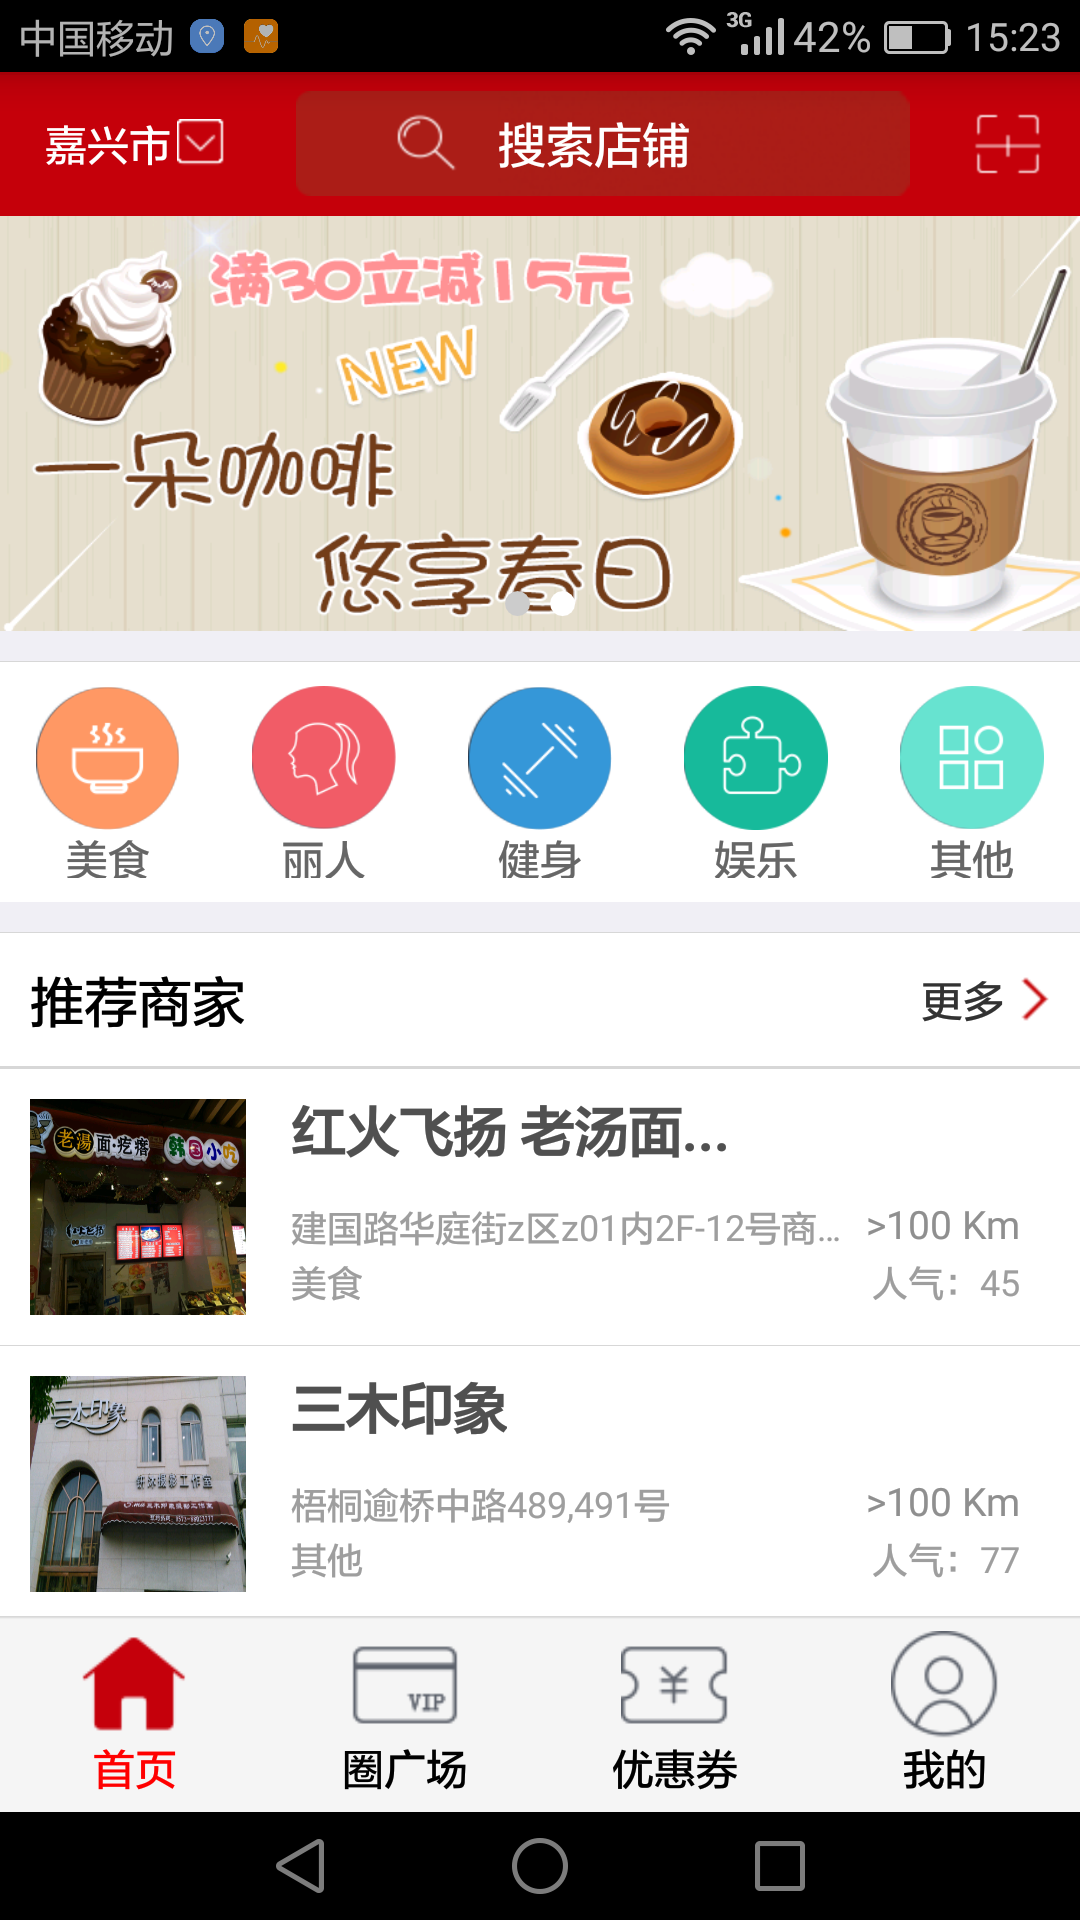 中国移动 3G 42% 15:23
嘉兴市 搜索店铺
满30立减15元
NEW
一朵咖啡
悠享春日
美食 丽人 健身 娱乐 其他
推荐商家 更多
老湯面·疙瘩 韩国小吃
红火飞扬 老汤面...
建国路华庭街z区z01内2F-12号商... >100 Km
美食 人气：45
三木印象
三木印象
梧桐逾桥中路489,491号 >100 Km
其他 人气：77
VIP ¥
首页 圈广场 优惠券 我的